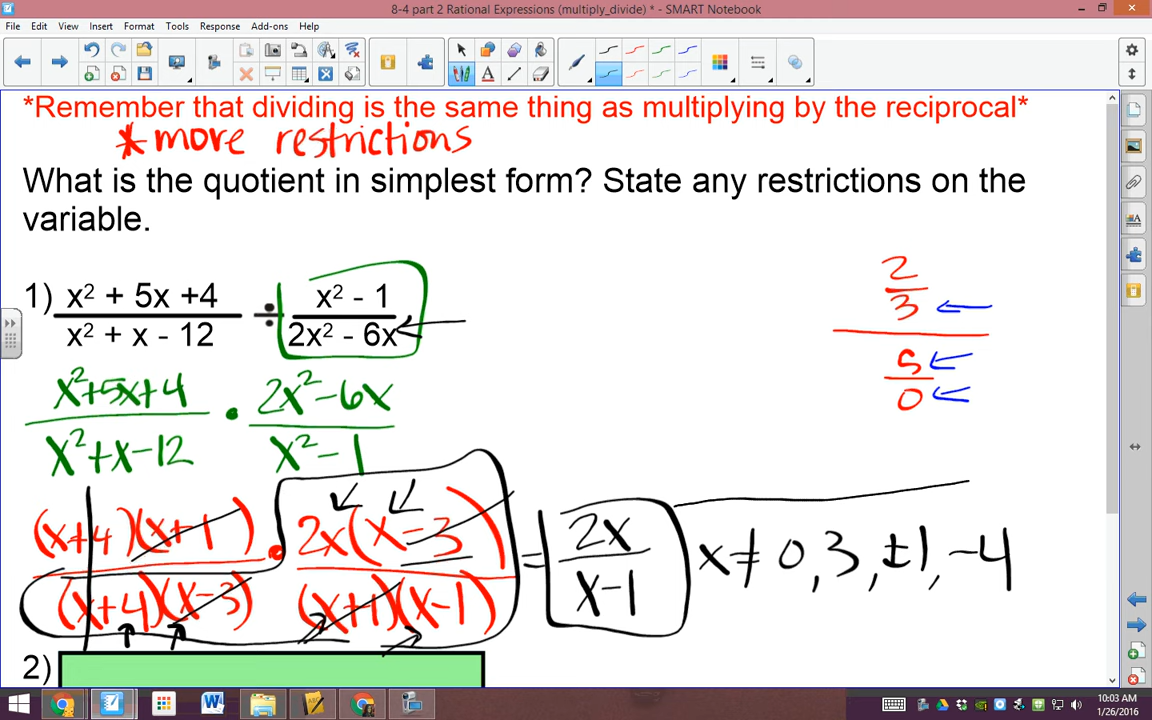 8-4 part 2 Rational Expressions (multiply_divide) * - SMART Notebook
File Edit View Insert Format Tools Response Add-ons Help
*Remember that dividing is the same thing as multiplying by the reciprocal*
*more restrictions
What is the quotient in simplest form? State any restrictions on the
variable.
1) x² + 5x +4 ÷ x² - 1
x² + x - 12 2x² - 6x
2
3
5
0
x²+5x+4 • 2x²-6x
x²+x-12 x²-1
(x+4)(x+1) • 2x(x-3) = 2x x≠0,3,±1,-4
(x+4)(x-3) (x+1)(x-1) x-1
2)
10:03 AM
1/26/2016